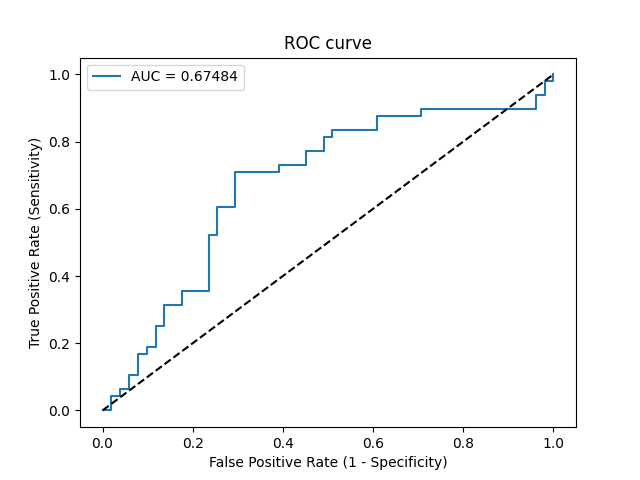 ROC curve
AUC = 0.67484
1.0
0.8
0.6
0.4
0.2
0.0
True Positive Rate (Sensitivity)
0.0 0.2 0.4 0.6 0.8 1.0
False Positive Rate (1 - Specificity)